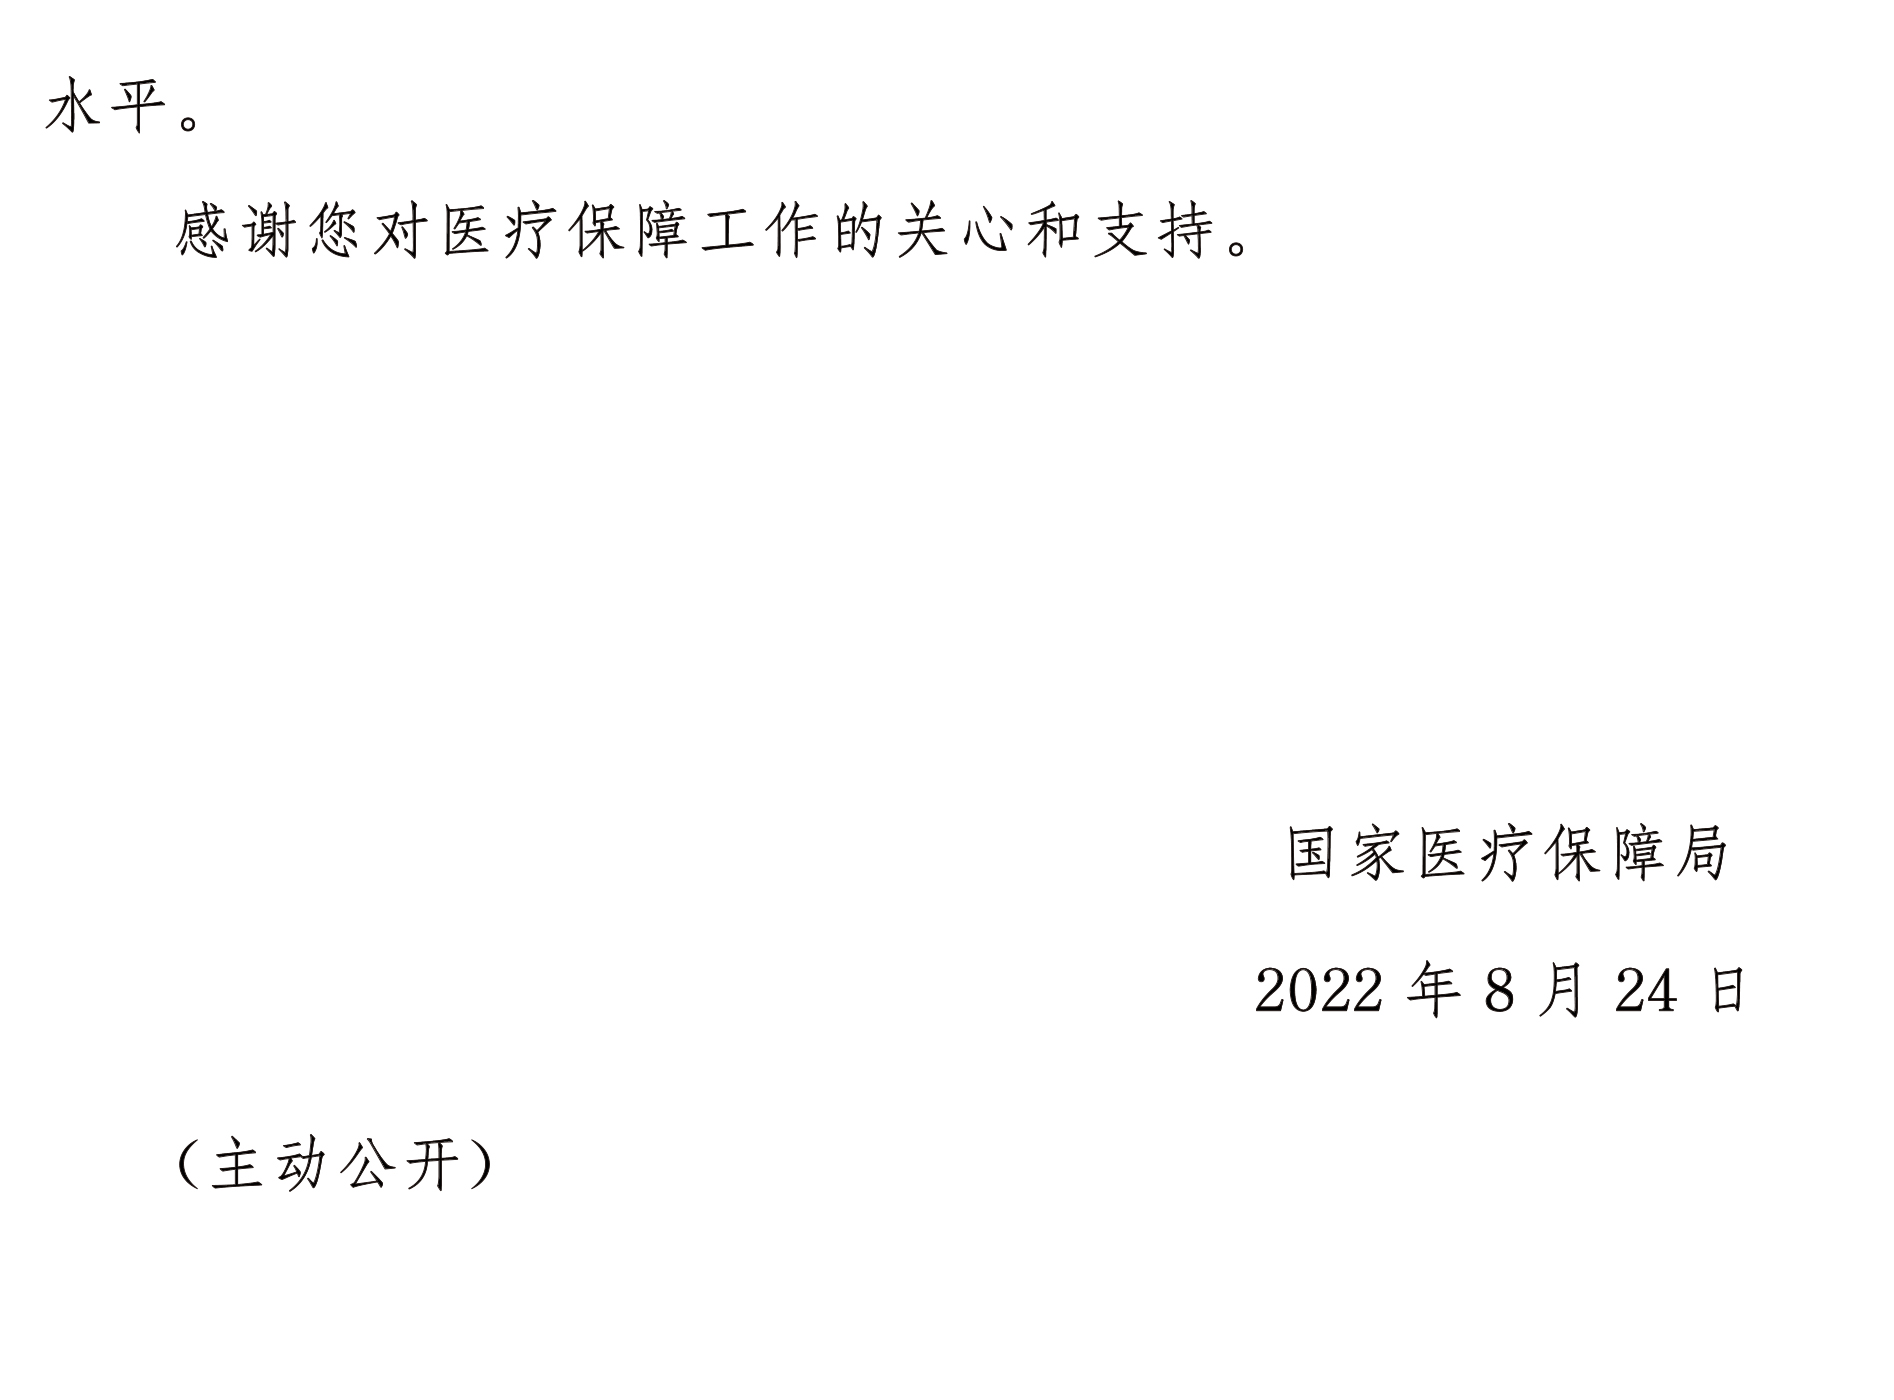 水平。
感谢您对医疗保障工作的关心和支持。
国家医疗保障局
2022 年 8 月 24 日
（主动公开）